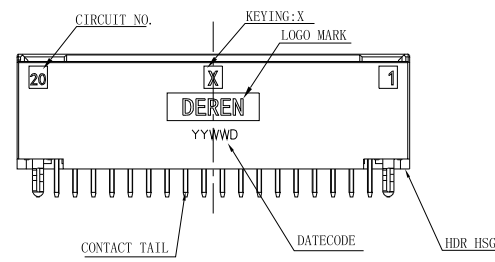 CIRCUIT NO.
KEYING:X
LOGO MARK
20
X
1
DEREN
YYWWD
CONTACT TAIL
DATECODE
HDR HSG